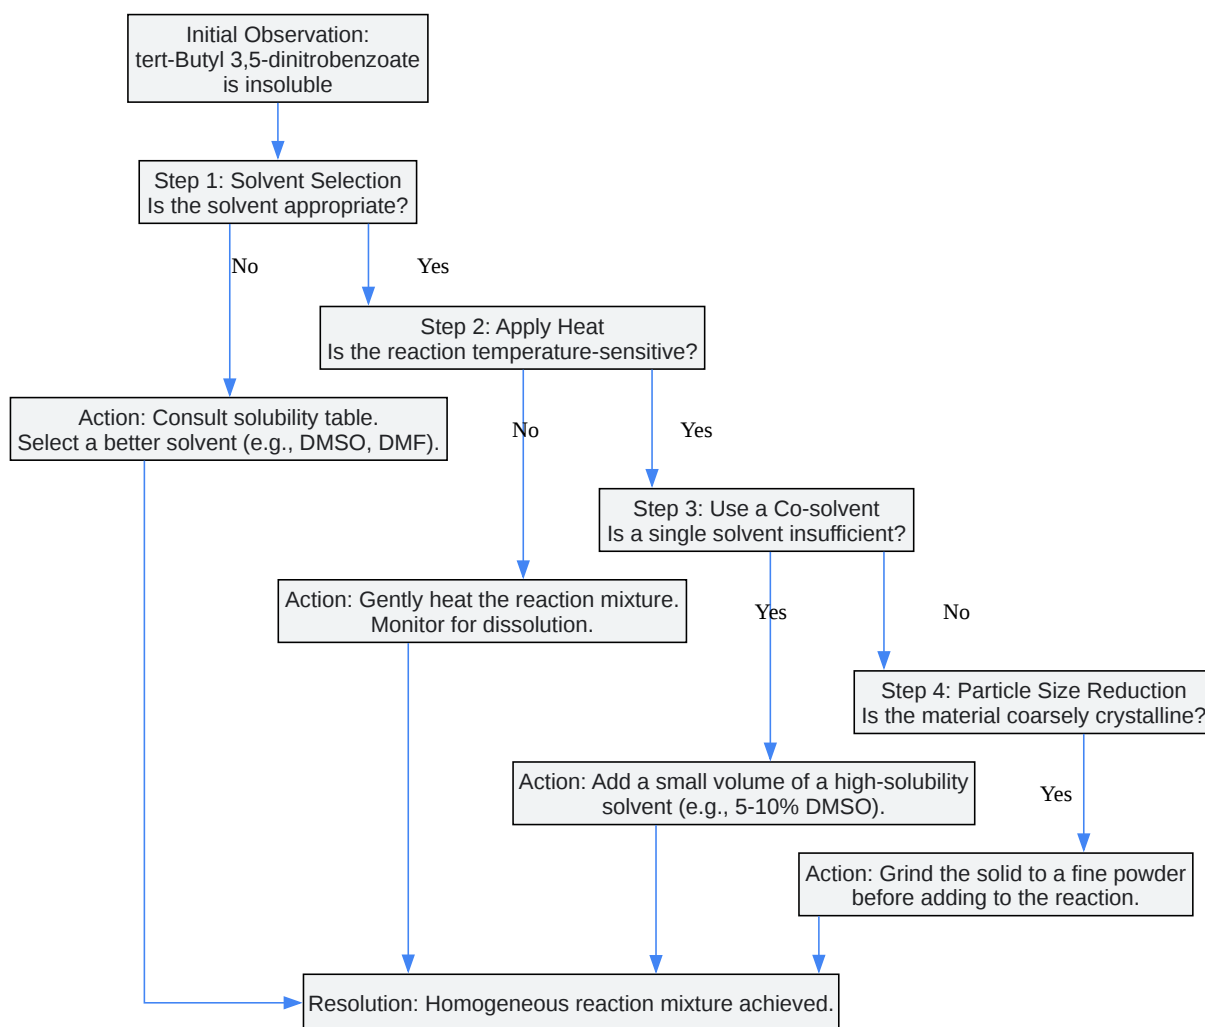 Initial Observation:
tert-Butyl 3,5-dinitrobenzoate
is insoluble
Step 1: Solvent Selection
Is the solvent appropriate?
No
Yes
Step 2: Apply Heat
Is the reaction temperature-sensitive?
Action: Consult solubility table.
Select a better solvent (e.g., DMSO, DMF).
No
Yes
Step 3: Use a Co-solvent
Is a single solvent insufficient?
Action: Gently heat the reaction mixture.
Monitor for dissolution.
Yes
No
Step 4: Particle Size Reduction
Is the material coarsely crystalline?
Action: Add a small volume of a high-solubility
solvent (e.g., 5-10% DMSO).
Yes
Action: Grind the solid to a fine powder
before adding to the reaction.
Resolution: Homogeneous reaction mixture achieved.